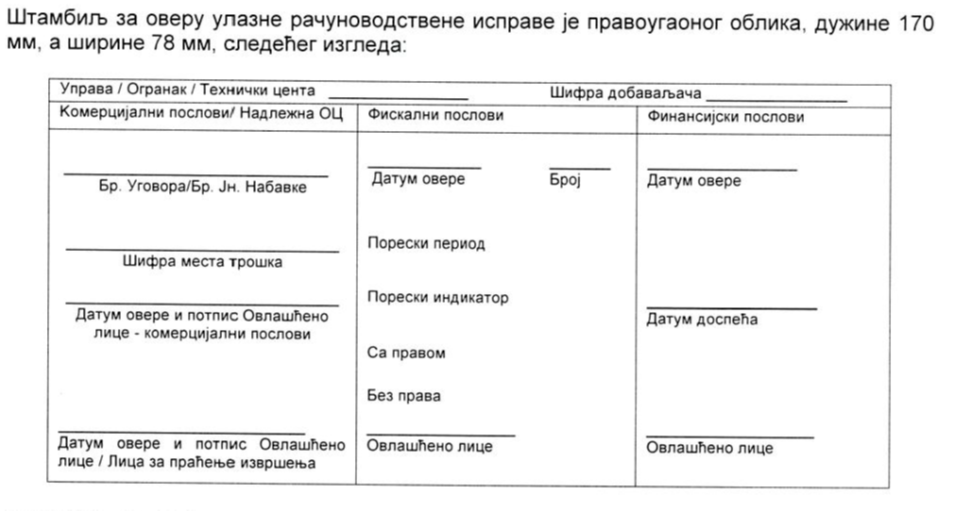 Штамбиљ за оверу улазне рачуноводствене исправе је правоугаоног облика, дужине 170
мм, а ширине 78 мм, следећег изгледа:
Управа / Огранак / Технички цента Шифра добаваљача
Комерцијални послови/ Надлежна ОЦ Фискални послови Финансијски послови
Бр. Уговора/Бр. Јн. Набавке Датум овере Број Датум овере
Порески период
Шифра места трошка
Порески индикатор
Датум овере и потпис Овлашћено
лице - комерцијални послови
Датум доспећа
Са правом
Без права
Датум овере и потпис Овлашћено
лице / Лица за праћење извршења
Овлашћено лице Овлашћено лице